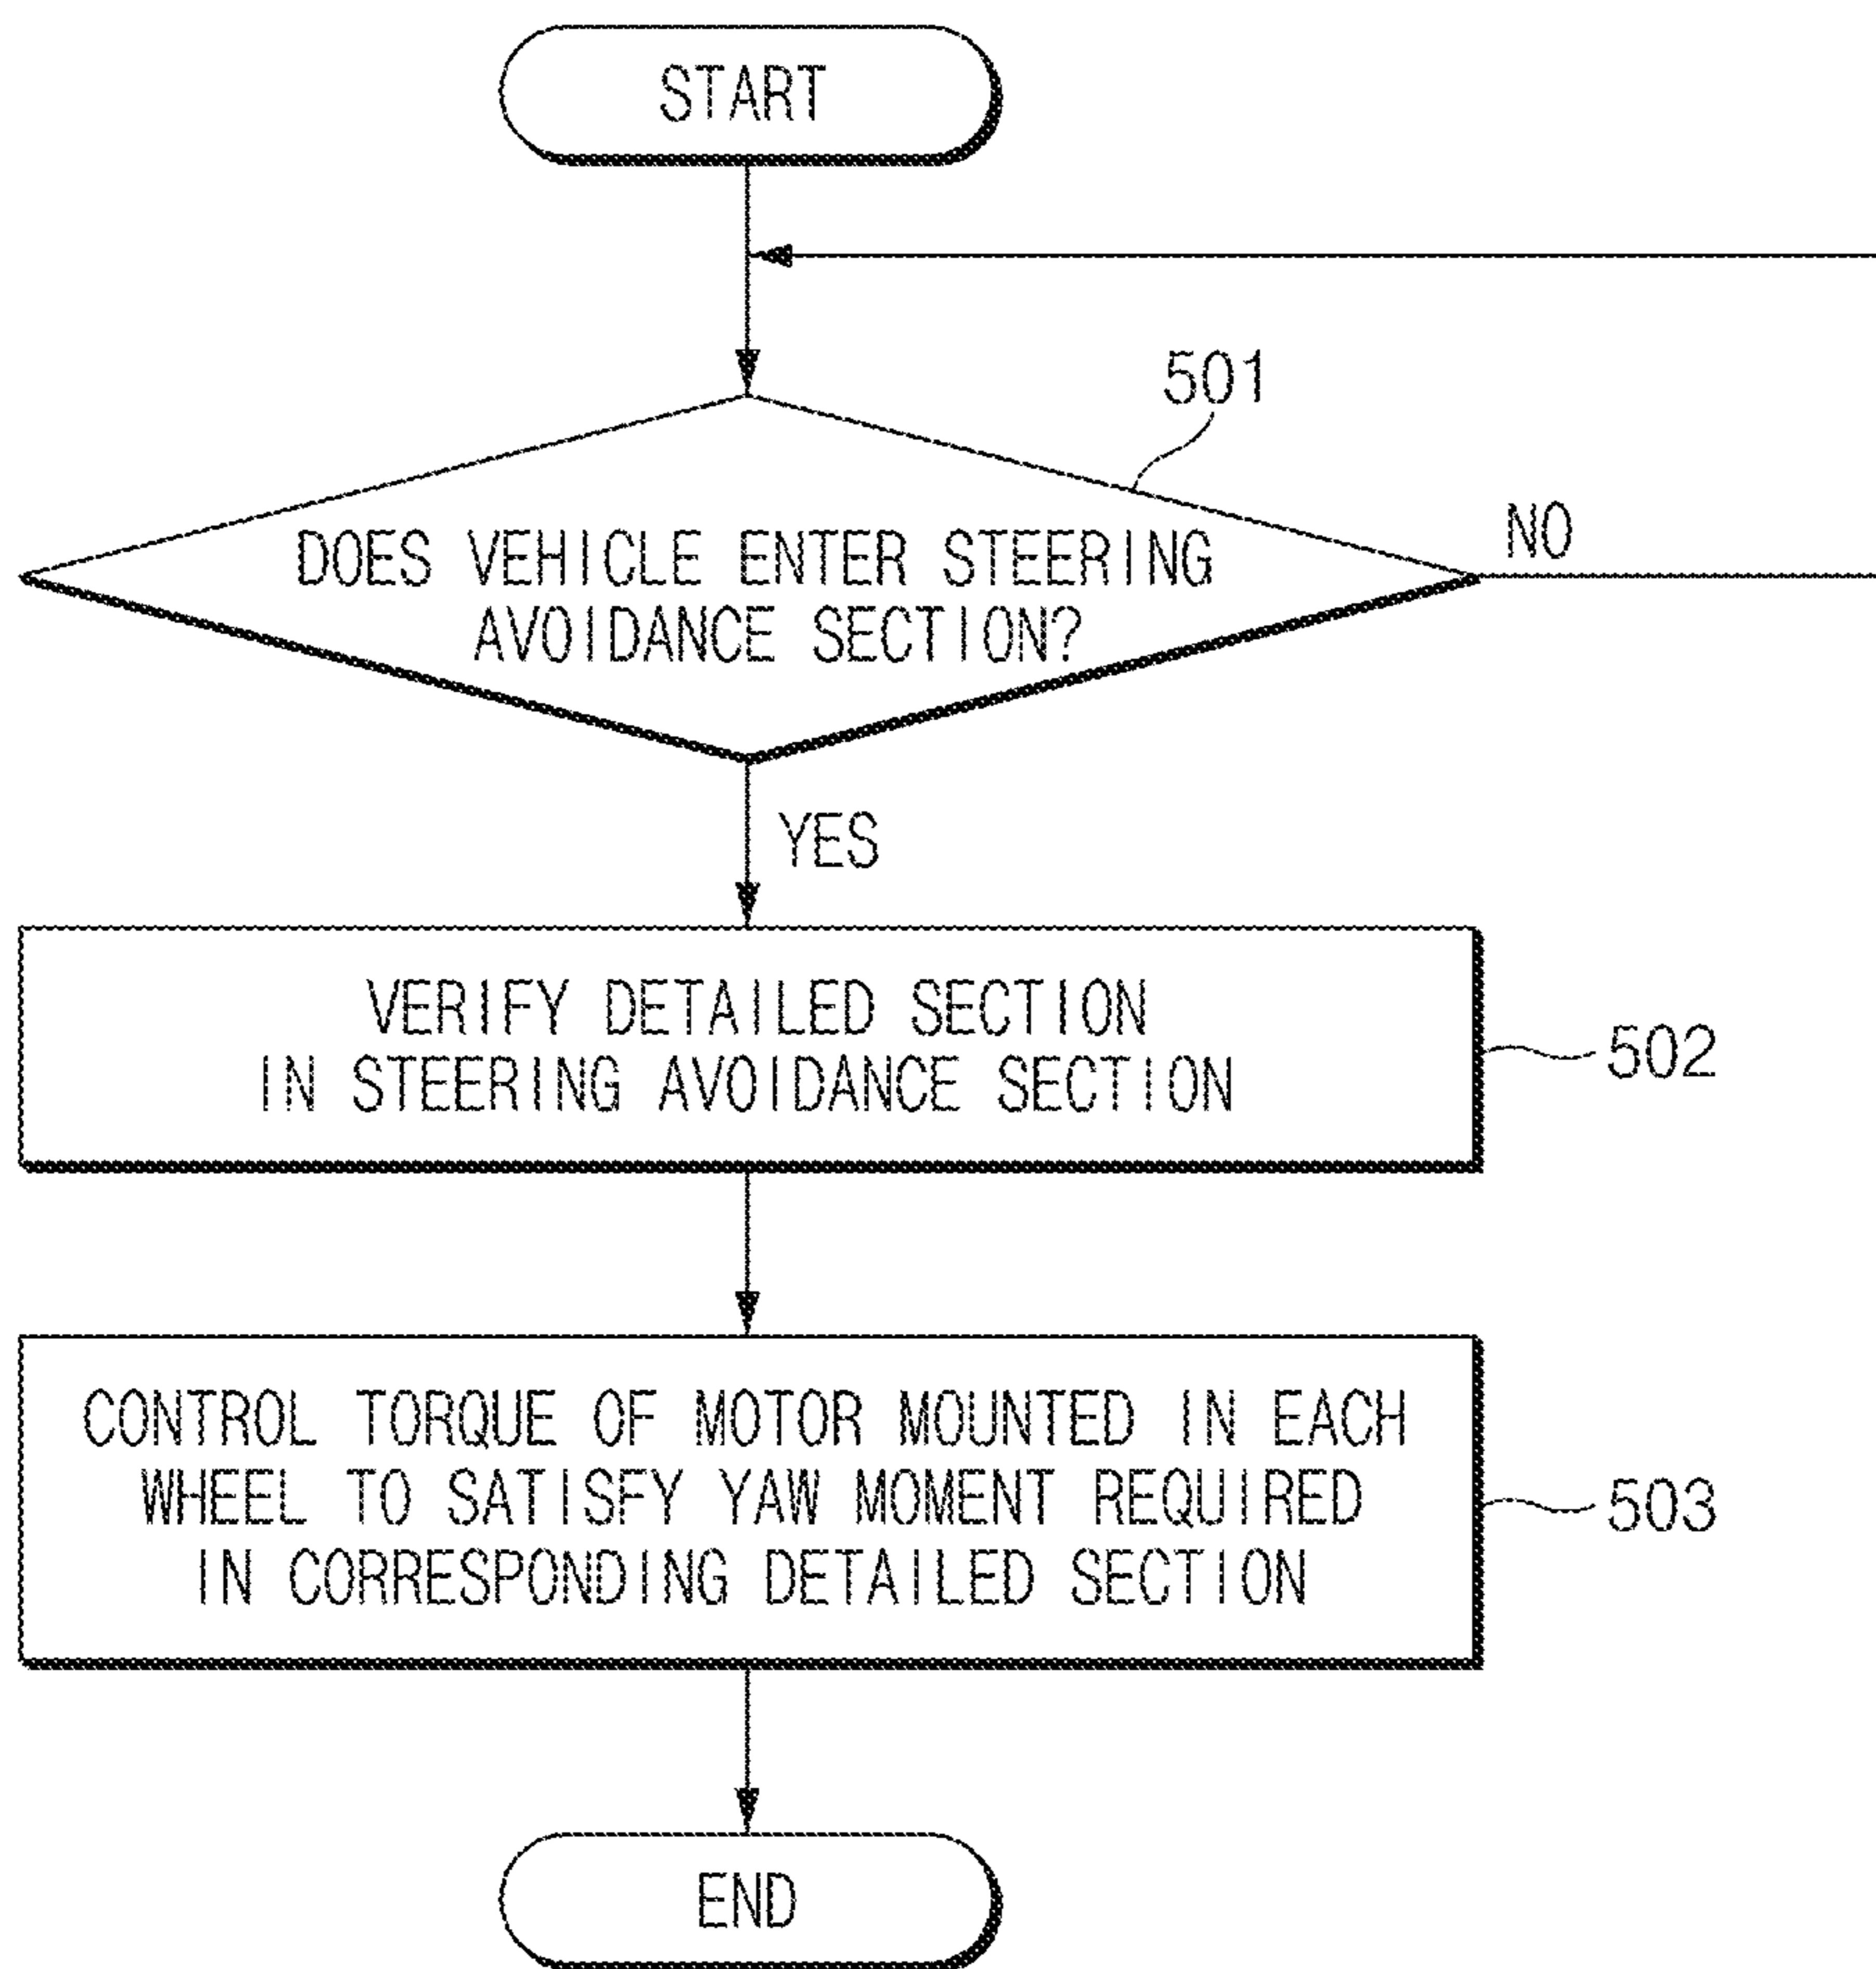 START
501
DOES VEHICLE ENTER STEERING
AVOIDANCE SECTION?
NO
YES
VERIFY DETAILED SECTION
IN STEERING AVOIDANCE SECTION
502
CONTROL TORQUE OF MOTOR MOUNTED IN EACH
WHEEL TO SATISFY YAW MOMENT REQUIRED
IN CORRESPONDING DETAILED SECTION
503
END